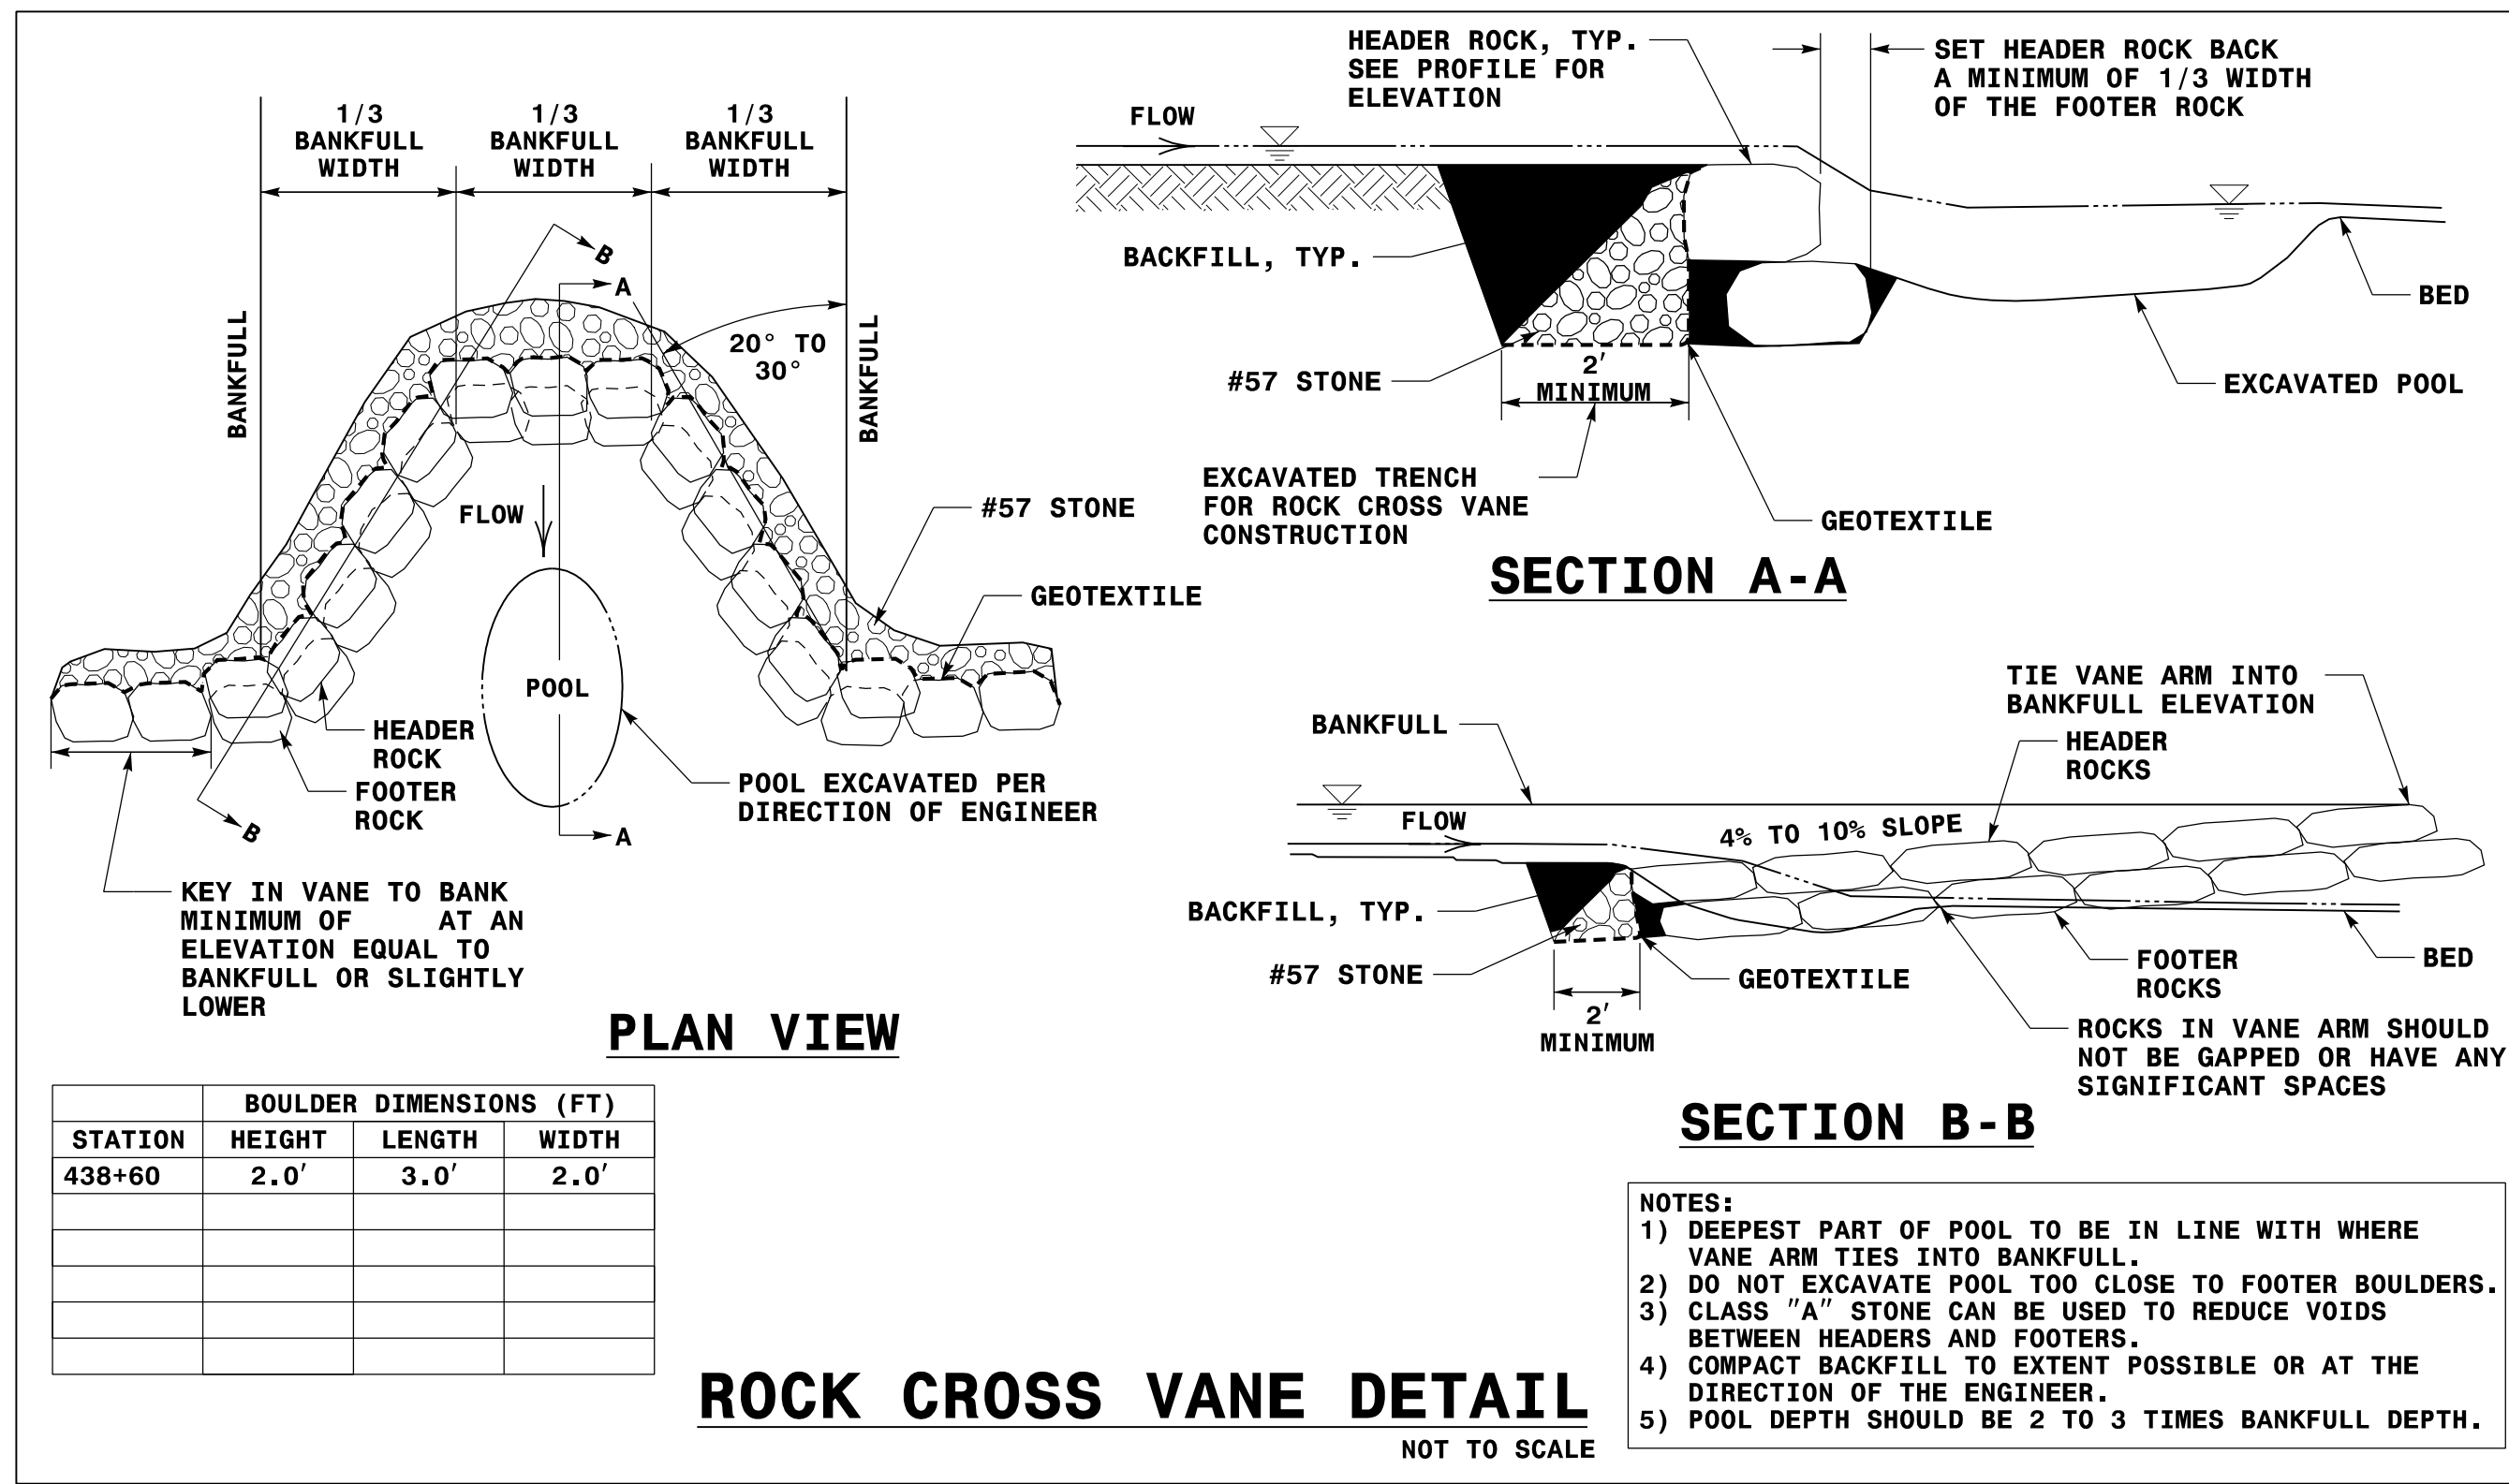 1/3
BANKFULL
WIDTH
1/3
BANKFULL
WIDTH
1/3
BANKFULL
WIDTH
B
A
20° TO
30°
BANKFULL
BANKFULL
FLOW
#57 STONE
GEOTEXTILE
POOL
HEADER
ROCK
FOOTER
ROCK
POOL EXCAVATED PER
DIRECTION OF ENGINEER
B
A
KEY IN VANE TO BANK
MINIMUM OF AT AN
ELEVATION EQUAL TO
BANKFULL OR SLIGHTLY
LOWER
PLAN VIEW
HEADER ROCK, TYP.
SEE PROFILE FOR
ELEVATION
SET HEADER ROCK BACK
A MINIMUM OF 1/3 WIDTH
OF THE FOOTER ROCK
FLOW
BACKFILL, TYP.
BED
#57 STONE
2'
MINIMUM
EXCAVATED POOL
EXCAVATED TRENCH
FOR ROCK CROSS VANE
CONSTRUCTION
GEOTEXTILE
SECTION A-A
TIE VANE ARM INTO
BANKFULL ELEVATION
BANKFULL
HEADER
ROCKS
FLOW
4% TO 10% SLOPE
BACKFILL, TYP.
#57 STONE
GEOTEXTILE
FOOTER
ROCKS
BED
2'
MINIMUM
ROCKS IN VANE ARM SHOULD
NOT BE GAPPED OR HAVE ANY
SIGNIFICANT SPACES
SECTION B-B
BOULDER DIMENSIONS (FT)
STATION HEIGHT LENGTH WIDTH
438+60 2.0' 3.0' 2.0'
NOTES:
1) DEEPEST PART OF POOL TO BE IN LINE WITH WHERE
VANE ARM TIES INTO BANKFULL.
2) DO NOT EXCAVATE POOL TOO CLOSE TO FOOTER BOULDERS.
3) CLASS "A" STONE CAN BE USED TO REDUCE VOIDS
BETWEEN HEADERS AND FOOTERS.
4) COMPACT BACKFILL TO EXTENT POSSIBLE OR AT THE
DIRECTION OF THE ENGINEER.
5) POOL DEPTH SHOULD BE 2 TO 3 TIMES BANKFULL DEPTH.
ROCK CROSS VANE DETAIL
NOT TO SCALE